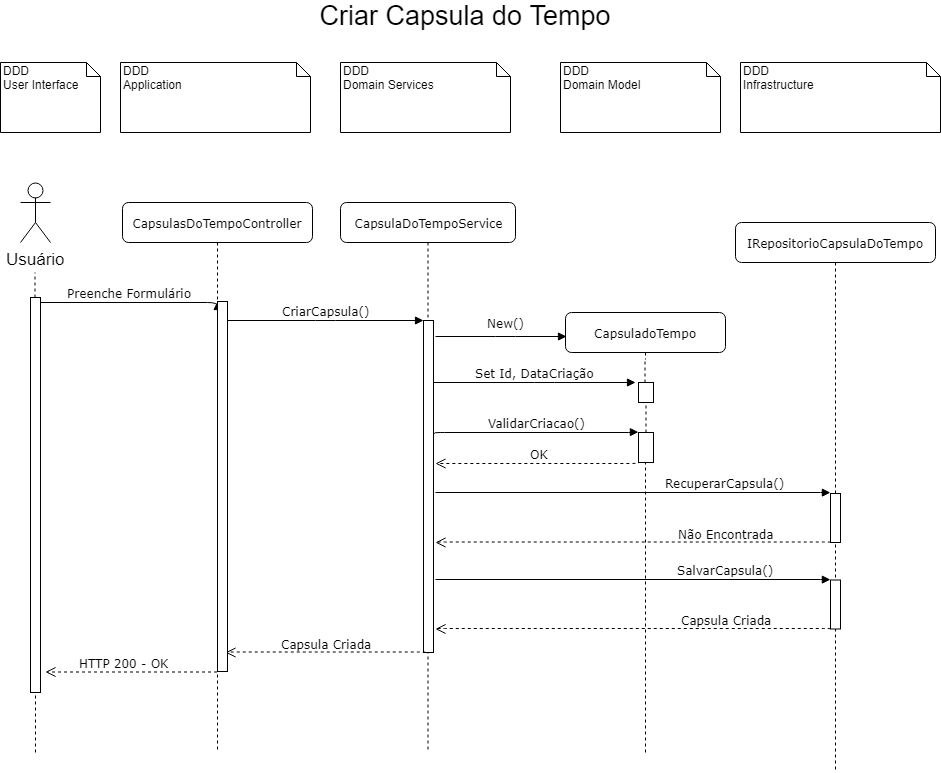 Criar Capsula do Tempo
DDD
User Interface
DDD
Application
DDD
Domain Services
DDD
Domain Model
DDD
Infrastructure
Usuário
CapsulasDoTempoController
CapsulaDoTempoService
IRepositorioCapsulaDoTempo
Preenche Formulário
CriarCapsula()
New()
CapsuladoTempo
Set Id, DataCriação
ValidarCriacao()
OK
RecuperarCapsula()
Não Encontrada
SalvarCapsula()
Capsula Criada
Capsula Criada
HTTP 200 - OK